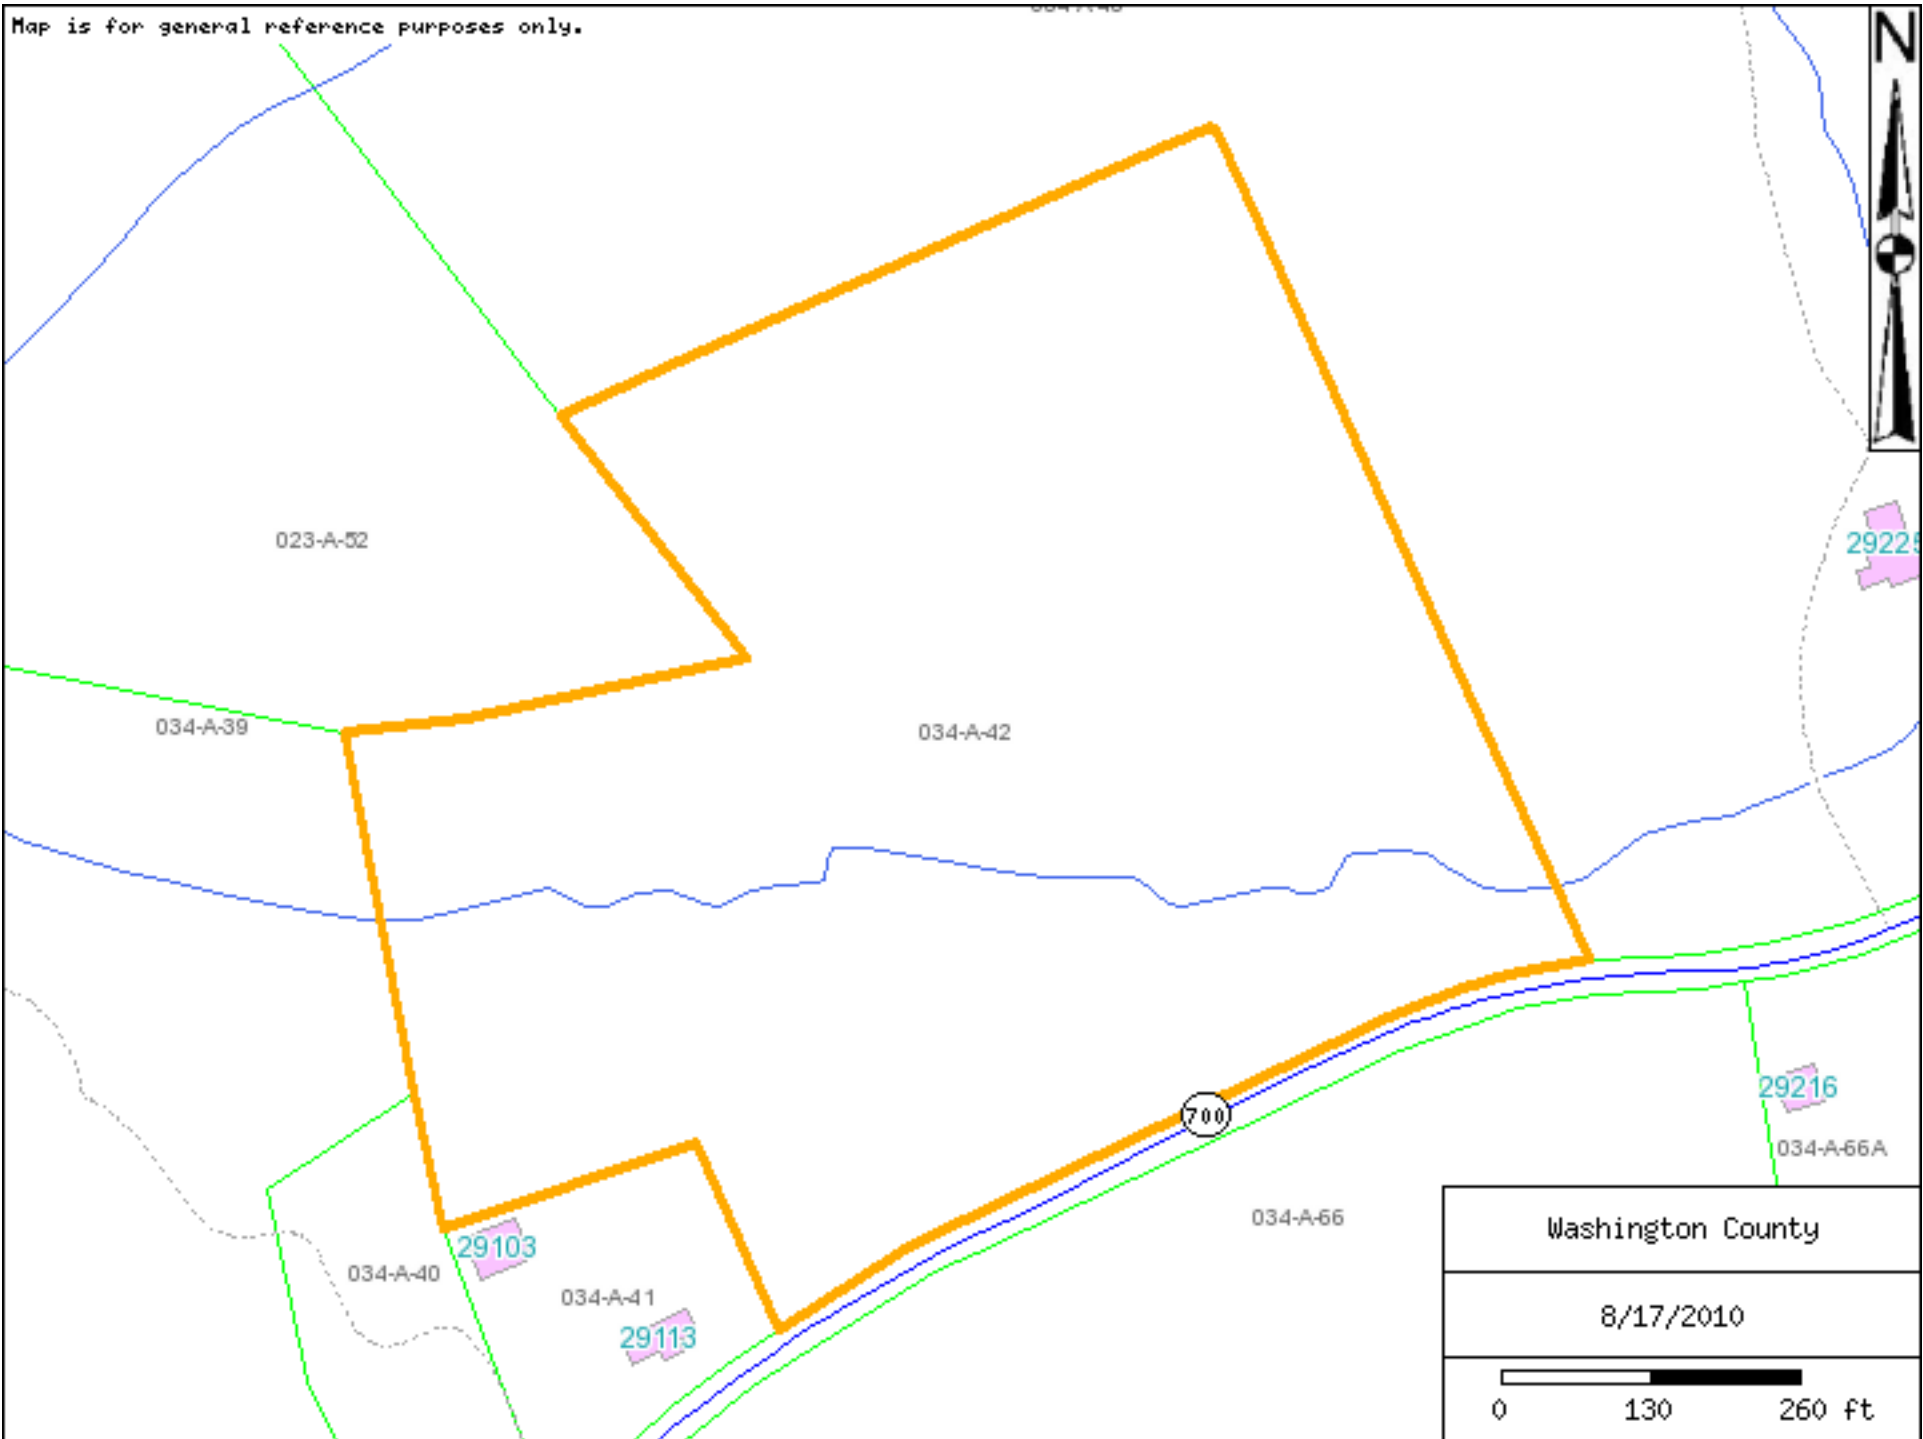 Map is for general reference purposes only.
N
023-A-52
29225
034-A-39
034-A-42
700
29216
034-A-66A
034-A-66
29103
034-A-40
034-A-41
29113
Washington County
8/17/2010
0 130 260 ft